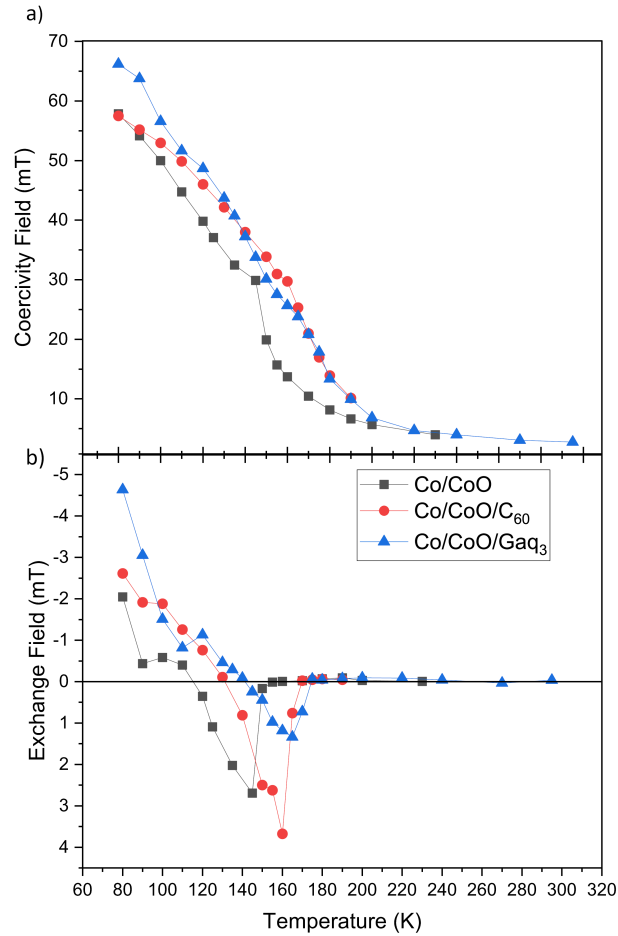 a)
70
60
50
40
30
20
10
Coercivity Field (mT)
b)
-5
-4
-3
-2
-1
0
1
2
3
4
Exchange Field (mT)
Co/CoO
Co/CoO/C₆₀
Co/CoO/Gaq₃
60 80 100 120 140 160 180 200 220 240 260 280 300 320
Temperature (K)